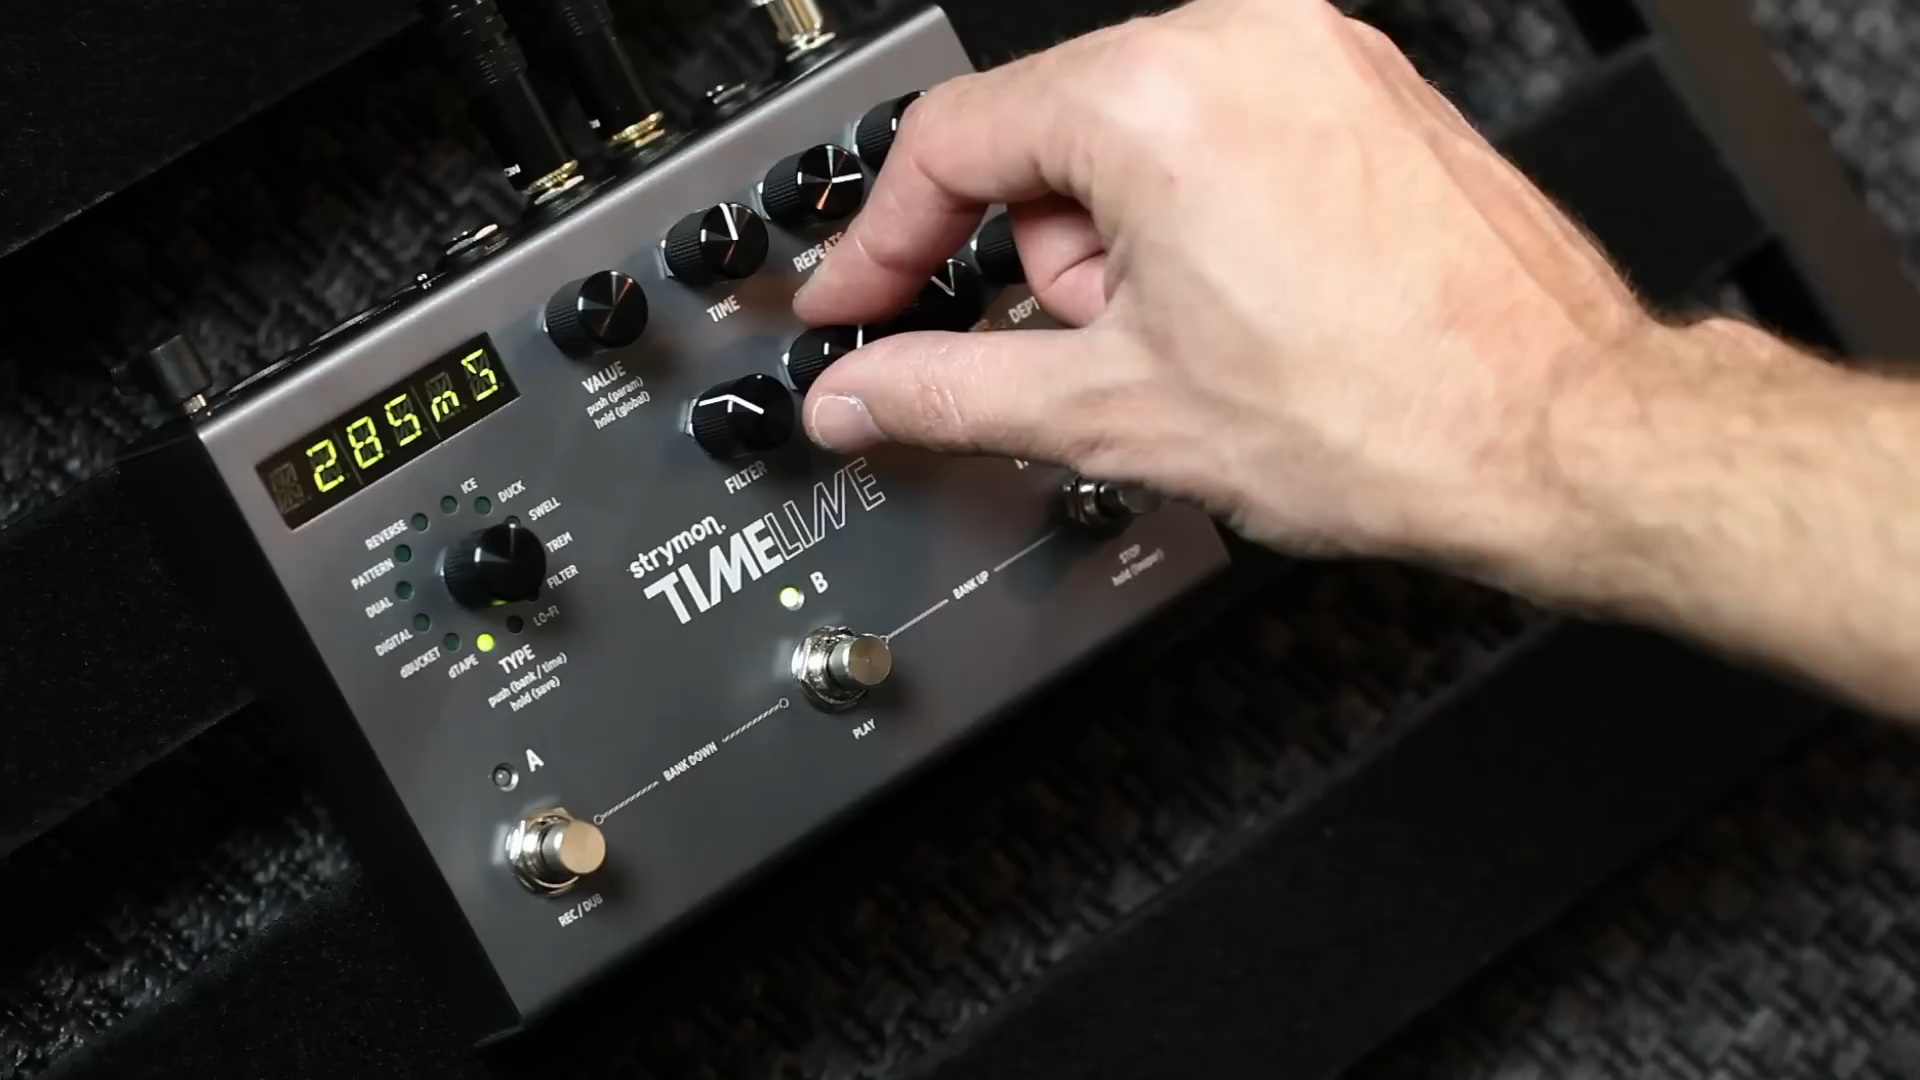 285mS
VALUE
push (param)
hold (global)
TIME
REPEATS
FILTER
ICE
DUCK
SWELL
TREM
FILTER
LO-FI
REVERSE
PATTERN
DUAL
DIGITAL
dBUCKET
dTAPE
TYPE
push (bank / time)
hold (save)
strymon.
TIMELINE
B
BANK UP
STOP
hold (looper)
PLAY
BANK DOWN
A
REC / DUB